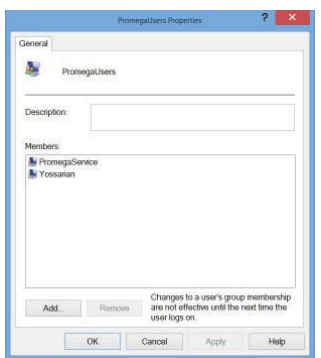 PromegaUsers Properties
?
×
General
PromegaUsers
Description:
Members:
PromegaService
Yossarian
Changes to a user's group membership
are not effective until the next time the
user logs on.
Add...
Remove
OK
Cancel
Apply
Help